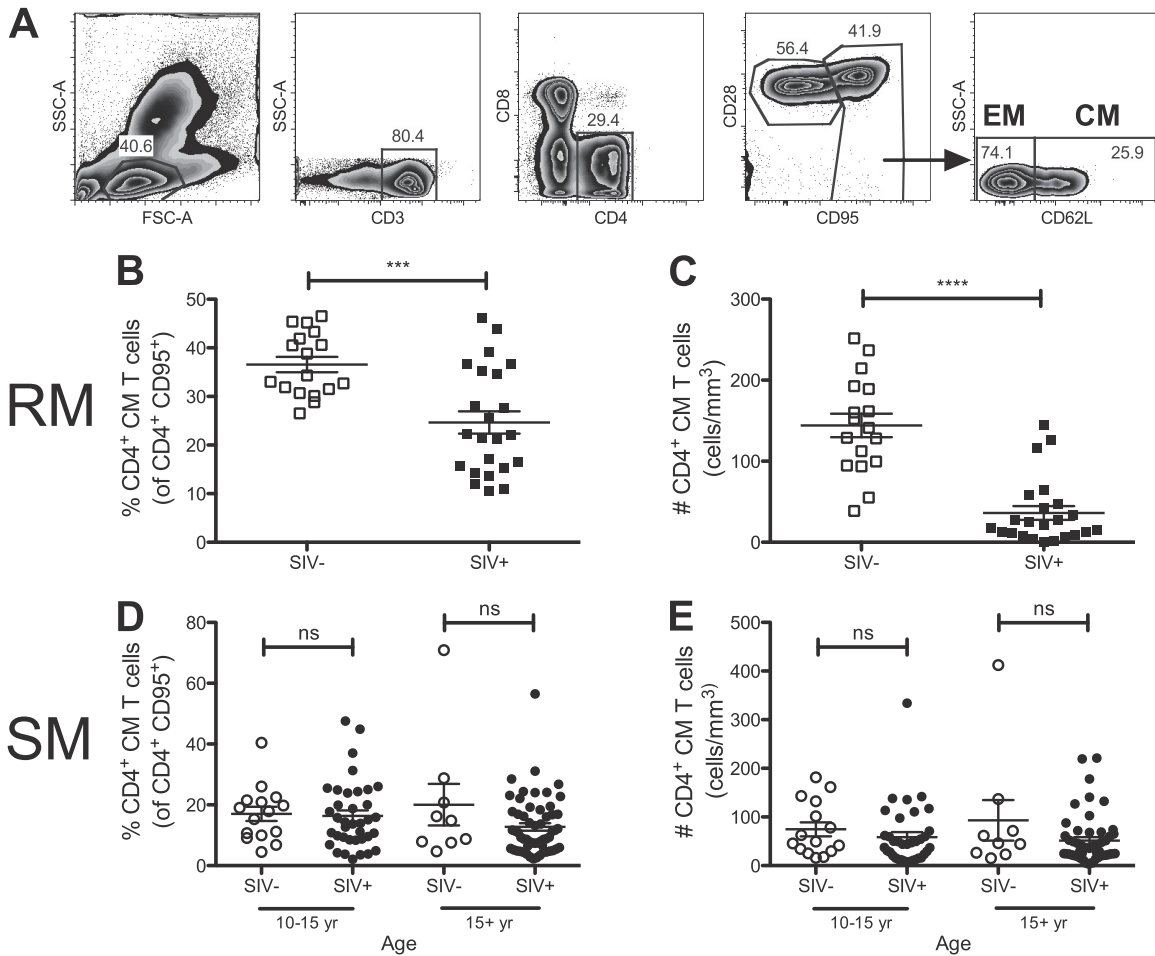 A
SSC-A
40.6
FSC-A
SSC-A
80.4
CD3
CD8
29.4
CD4
CD28
56.4
41.9
CD95
SSC-A
EM
CM
74.1
25.9
CD62L
RM
B
% CD4⁺ CM T cells
(of CD4⁺ CD95⁺)
***
50
40
30
20
10
0
SIV-
SIV+
C
# CD4⁺ CM T cells
(cells/mm³)
****
300
200
100
0
SIV-
SIV+
SM
D
% CD4⁺ CM T cells
(of CD4⁺ CD95⁺)
ns
ns
80
60
40
20
0
SIV-
SIV+
SIV-
SIV+
10-15 yr
15+ yr
Age
E
# CD4⁺ CM T cells
(cells/mm³)
ns
ns
500
400
300
200
100
0
SIV-
SIV+
SIV-
SIV+
10-15 yr
15+ yr
Age